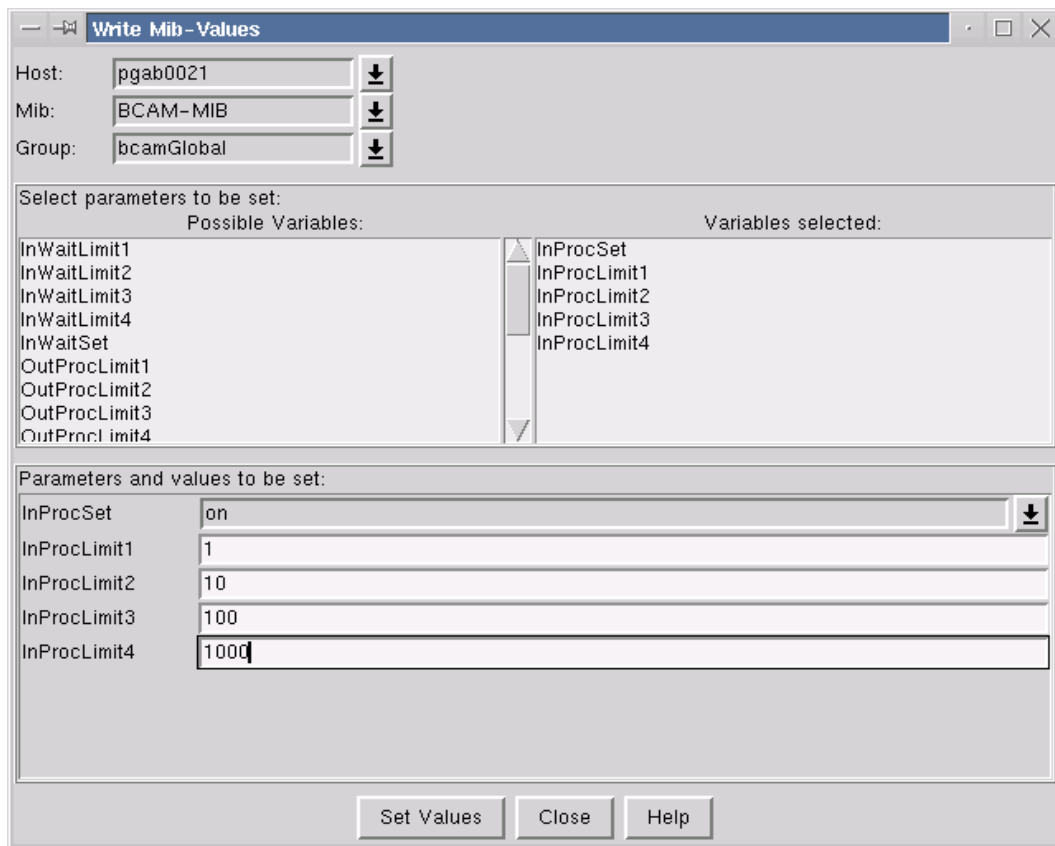 Write Mib-Values
Host: pgab0021
Mib: BCAM-MIB
Group: bcamGlobal
Select parameters to be set:
Possible Variables: Variables selected:
InWaitLimit1 InProcSet
InWaitLimit2 InProcLimit1
InWaitLimit3 InProcLimit2
InWaitLimit4 InProcLimit3
InWaitSet InProcLimit4
OutProcLimit1
OutProcLimit2
OutProcLimit3
OutProcLimit4
Parameters and values to be set:
InProcSet on
InProcLimit1 1
InProcLimit2 10
InProcLimit3 100
InProcLimit4 1000
Set Values Close Help